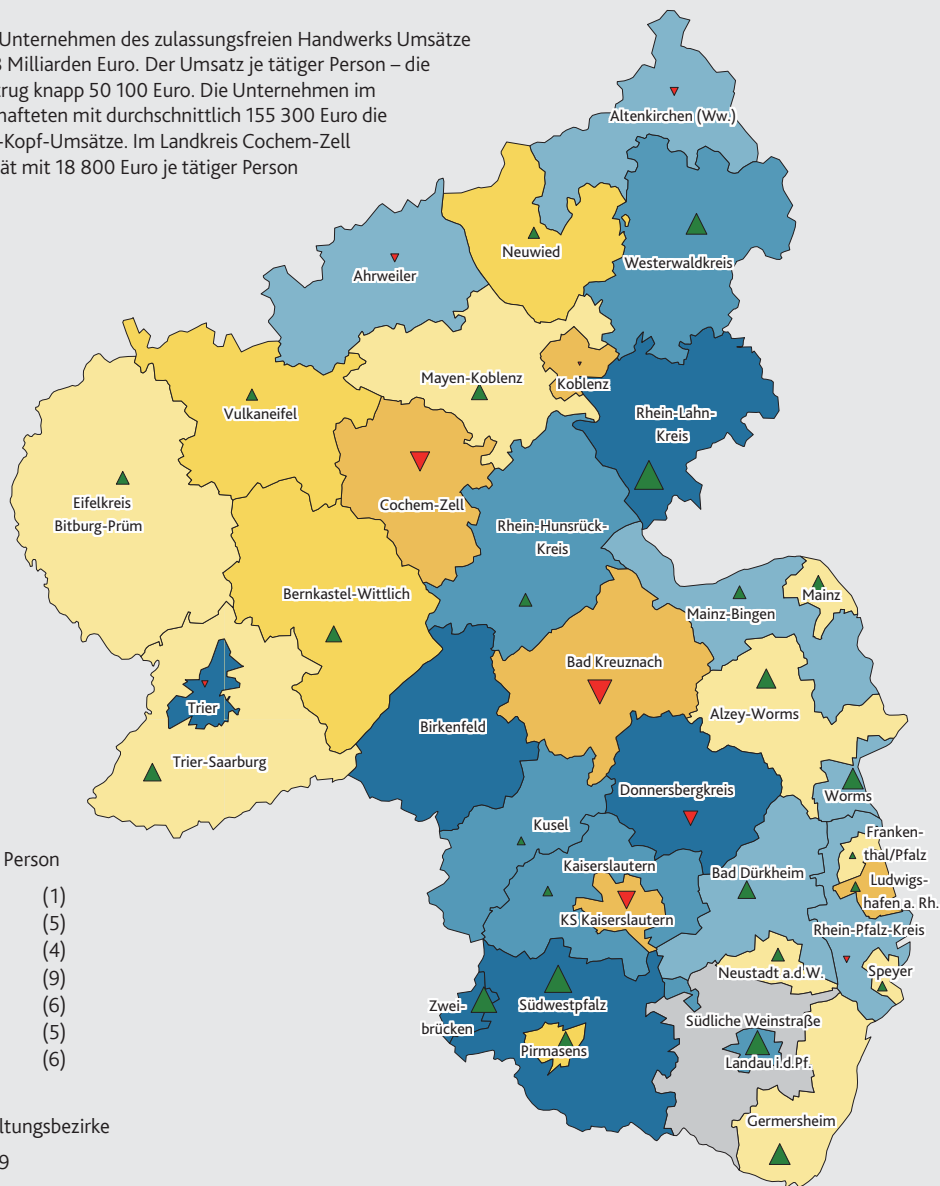 Unternehmen des zulassungsfreien Handwerks Umsätze
Milliarden Euro. Der Umsatz je tätiger Person – die
knapp 50 100 Euro. Die Unternehmen im
mit durchschnittlich 155 300 Euro die
-Kopf-Umsätze. Im Landkreis Cochem-Zell
mit 18 800 Euro je tätiger Person
Altenkirchen (Ww.)
Neuwied
Westerwaldkreis
Ahrweiler
Mayen-Koblenz
Koblenz
Vulkaneifel
Rhein-Lahn-
Kreis
Cochem-Zell
Eifelkreis
Bitburg-Prüm
Rhein-Hunsrück-
Kreis
Bernkastel-Wittlich
Mainz
Mainz-Bingen
Bad Kreuznach
Trier
Alzey-Worms
Birkenfeld
Trier-Saarburg
Donnersbergkreis
Worms
Kusel
Franken-
thal/Pfalz
Kaiserslautern
Bad Dürkheim
Ludwigs-
hafen a. Rh.
KS Kaiserslautern
Rhein-Pfalz-Kreis
Neustadt a.d.W.
Speyer
Zwei-
brücken
Südwestpfalz
Südliche Weinstraße
Pirmasens
Landau i.d.Pf.
Germersheim
Person
(1)
(5)
(4)
(9)
(6)
(5)
(6)
ltungsbezirke
9